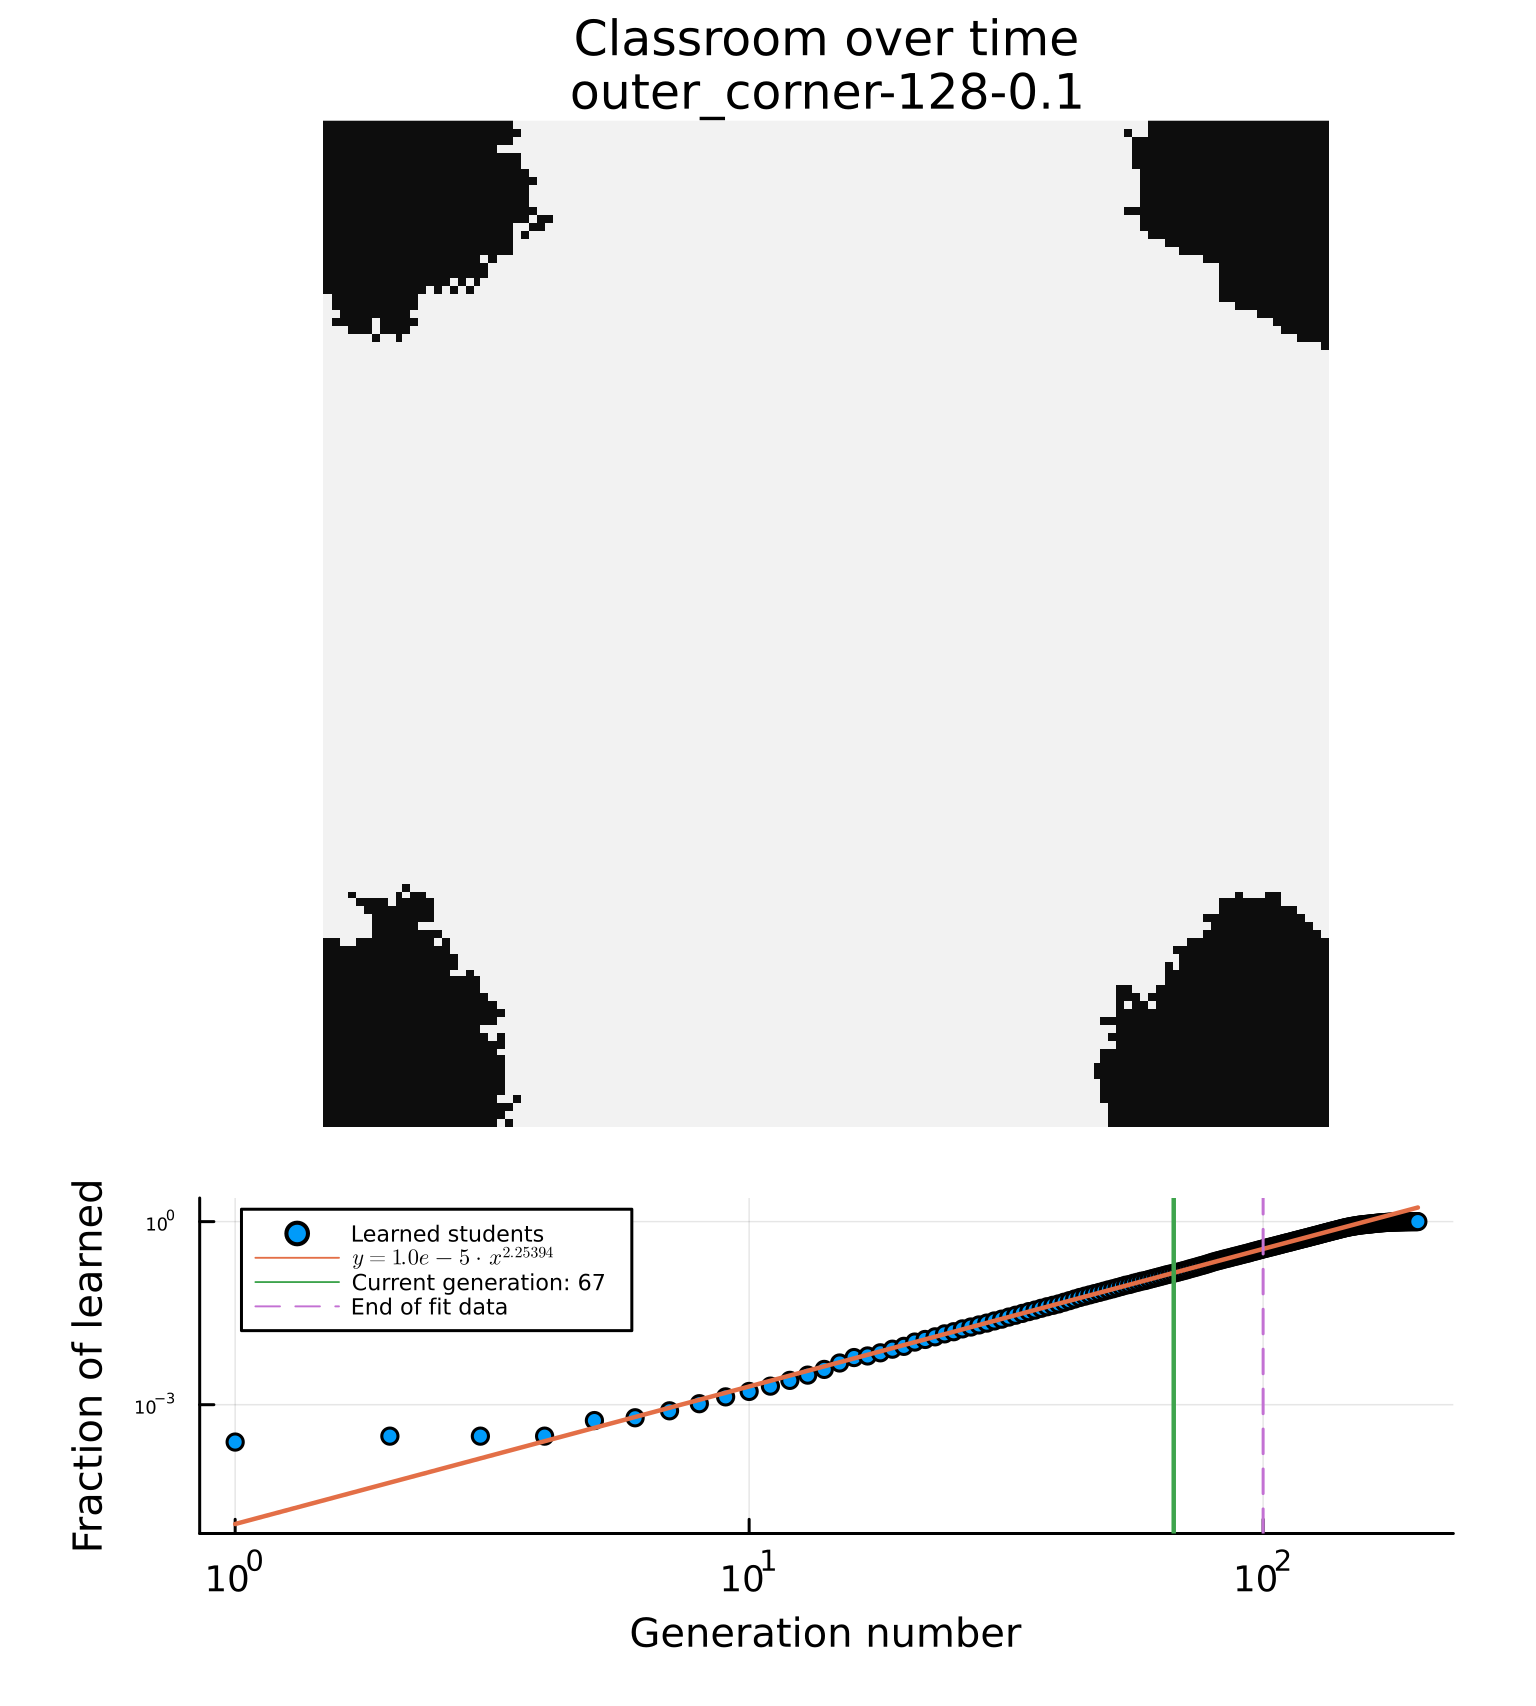 Classroom over time
outer_corner-128-0.1
Fraction of learned
10^0
10^−3
Learned students
y = 1.0e − 5 · x^2.25394
Current generation: 67
End of fit data
10^0 10^1 10^2
Generation number